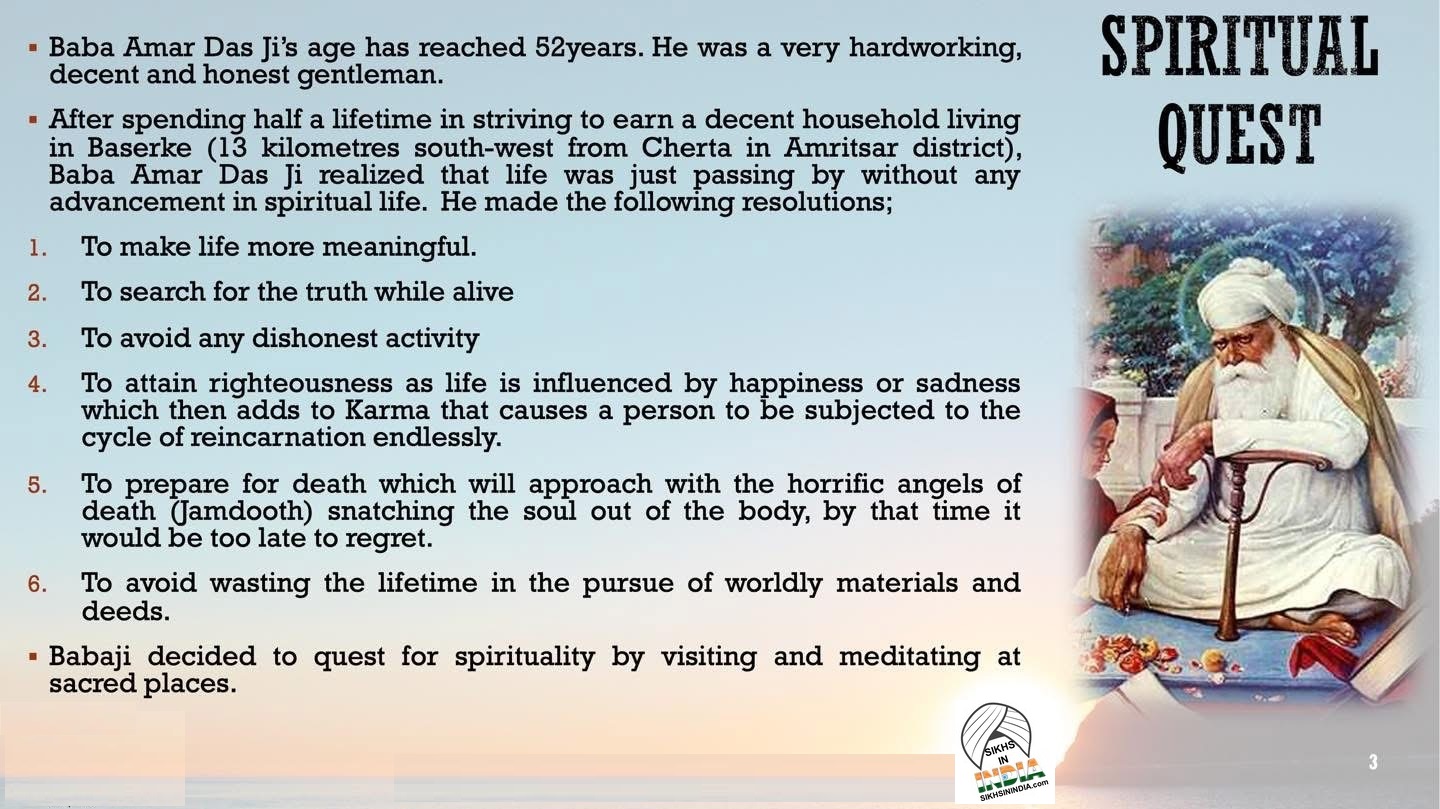 SPIRITUAL
QUEST
▪ Baba Amar Das Ji's age has reached 52years. He was a very hardworking,
decent and honest gentleman.
▪ After spending half a lifetime in striving to earn a decent household living
in Baserke (13 kilometres south-west from Cherta in Amritsar district),
Baba Amar Das Ji realized that life was just passing by without any
advancement in spiritual life. He made the following resolutions;
1. To make life more meaningful.
2. To search for the truth while alive
3. To avoid any dishonest activity
4. To attain righteousness as life is influenced by happiness or sadness
which then adds to Karma that causes a person to be subjected to the
cycle of reincarnation endlessly.
5. To prepare for death which will approach with the horrific angels of
death (Jamdooth) snatching the soul out of the body, by that time it
would be too late to regret.
6. To avoid wasting the lifetime in the pursue of worldly materials and
deeds.
▪ Babaji decided to quest for spirituality by visiting and meditating at
sacred places.
SIKHS
IN
INDIA
SIKHSININDIA.com
3